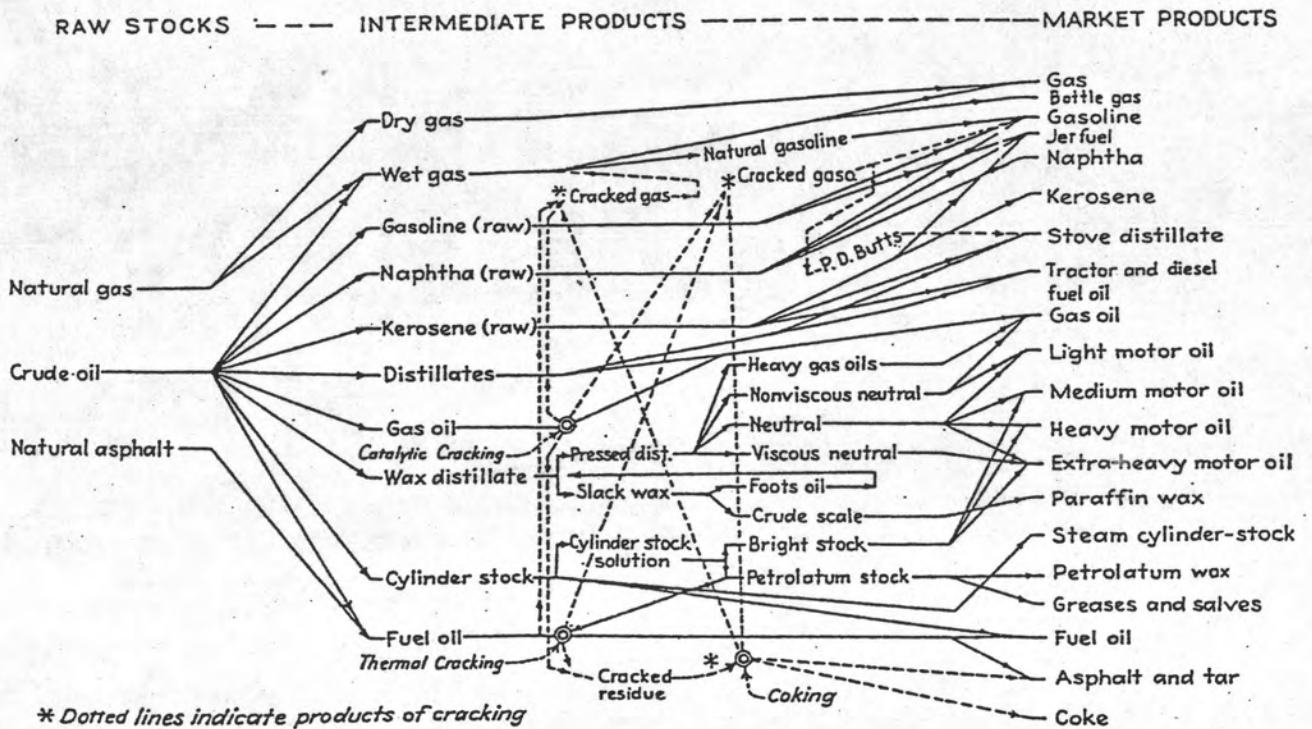 RAW STOCKS INTERMEDIATE PRODUCTS MARKET PRODUCTS
Natural gas
Crude oil
Natural asphalt
Dry gas
Wet gas
Gasoline (raw)
Naphtha (raw)
Kerosene (raw)
Distillates
Gas oil
Catalytic Cracking
Wax distillate
Cylinder stock
Fuel oil
Thermal Cracking
Natural gasoline
* Cracked gas
* Cracked gaso.
P.D. Butts
Pressed dist.
Slack wax
Cylinder stock
solution
Cracked
residue
*
Coking
Heavy gas oils
Nonviscous neutral
Neutral
Viscous neutral
Foots oil
Crude scale
Bright stock
Petrolatum stock
Gas
Bottle gas
Gasoline
Jet fuel
Naphtha
Kerosene
Stove distillate
Tractor and diesel
fuel oil
Gas oil
Light motor oil
Medium motor oil
Heavy motor oil
Extra-heavy motor oil
Paraffin wax
Steam cylinder-stock
Petrolatum wax
Greases and salves
Fuel oil
Asphalt and tar
Coke
* Dotted lines indicate products of cracking